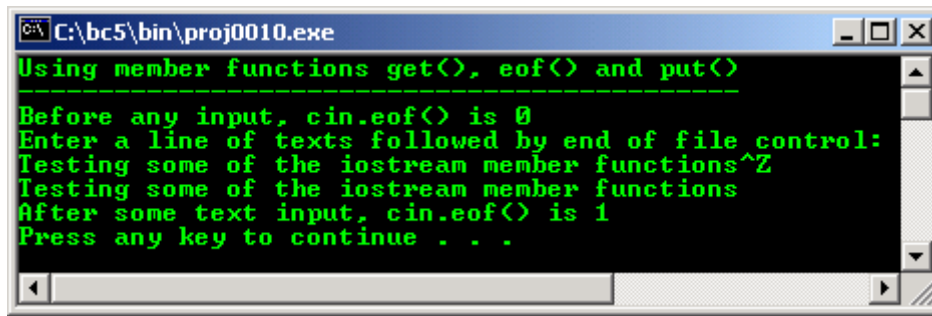 C:\bc5\bin\proj0010.exe
Using member functions get(), eof() and put()
----------------------------------------------
Before any input, cin.eof() is 0
Enter a line of texts followed by end of file control:
Testing some of the iostream member functions^Z
Testing some of the iostream member functions
After some text input, cin.eof() is 1
Press any key to continue . . .